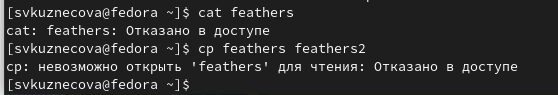 [svkuznecova@fedora ~]$ cat feathers
cat: feathers: Отказано в доступе
[svkuznecova@fedora ~]$ cp feathers feathers2
cp: невозможно открыть 'feathers' для чтения: Отказано в доступе
[svkuznecova@fedora ~]$